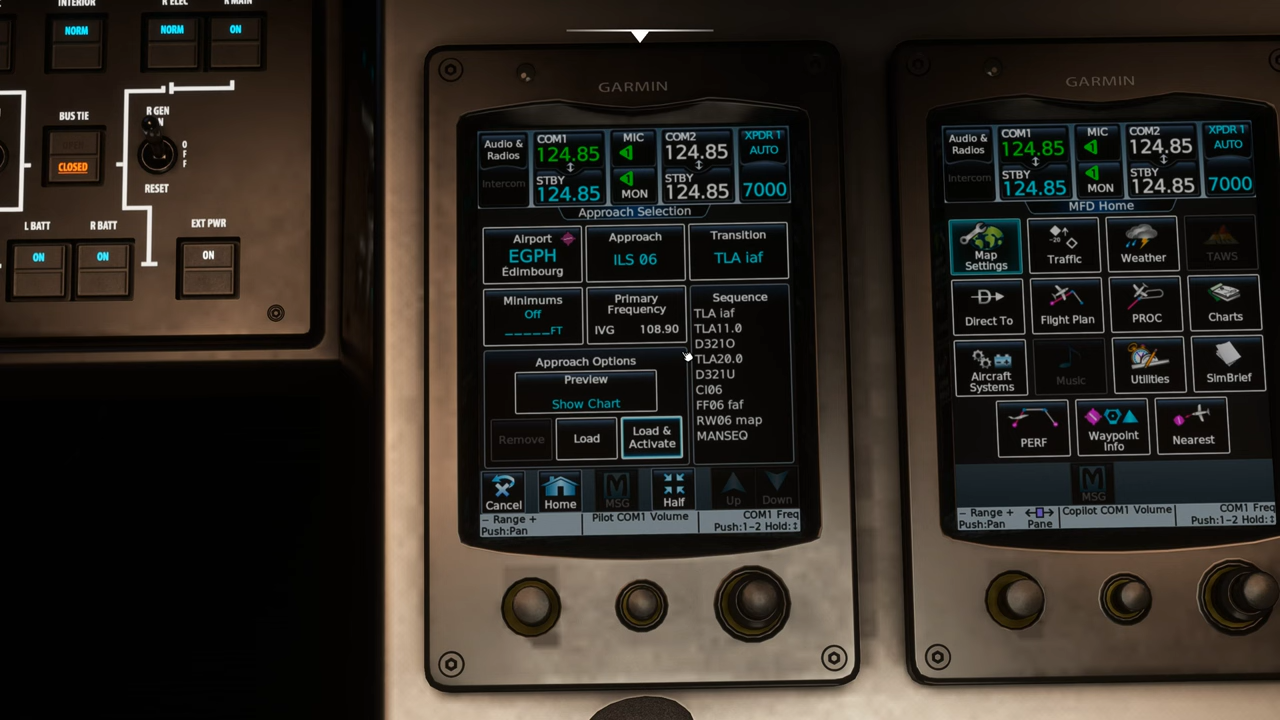 INTERIOR
R ELEC
R MAIN
NORM
NORM
ON
BUS TIE
CLOSED
R GEN
OFF
RESET
L BATT
R BATT
EXT PWR
ON
ON
ON
GARMIN
Audio & Radios
Intercom
COM1
124.85
STBY
124.85
MIC
MON
COM2
124.85
124.85
XPDR 1
AUTO
7000
Approach Selection
Airport
EGPH
Édimbourg
Approach
ILS 06
Transition
TLA iaf
Minimums
Off
_____FT
Primary
Frequency
IVG 108.90
Sequence
TLA iaf
TLA11.0
D321O
TLA20.0
D321U
CI06
FF06 faf
RW06 map
MANSEQ
Approach Options
Preview
Show Chart
Remove
Load
Load &
Activate
Cancel
Home
MSG
Half
Up
Down
− Range +
Push:Pan
Pilot COM1 Volume
COM1 Freq
Push:1–2 Hold:↕
GARMIN
Audio & Radios
Intercom
COM1
124.85
STBY
124.85
MIC
MON
COM2
124.85
124.85
XPDR 1
AUTO
7000
MFD Home
Map
Settings
Traffic
Weather
TAWS
Direct To
Flight Plan
PROC
Charts
Aircraft
Systems
Music
Utilities
SimBrief
PERF
Waypoint
Info
Nearest
MSG
− Range +
Push:Pan
Pane
Copilot COM1 Volume
COM1 Freq
Push:1–2 Hold:↕